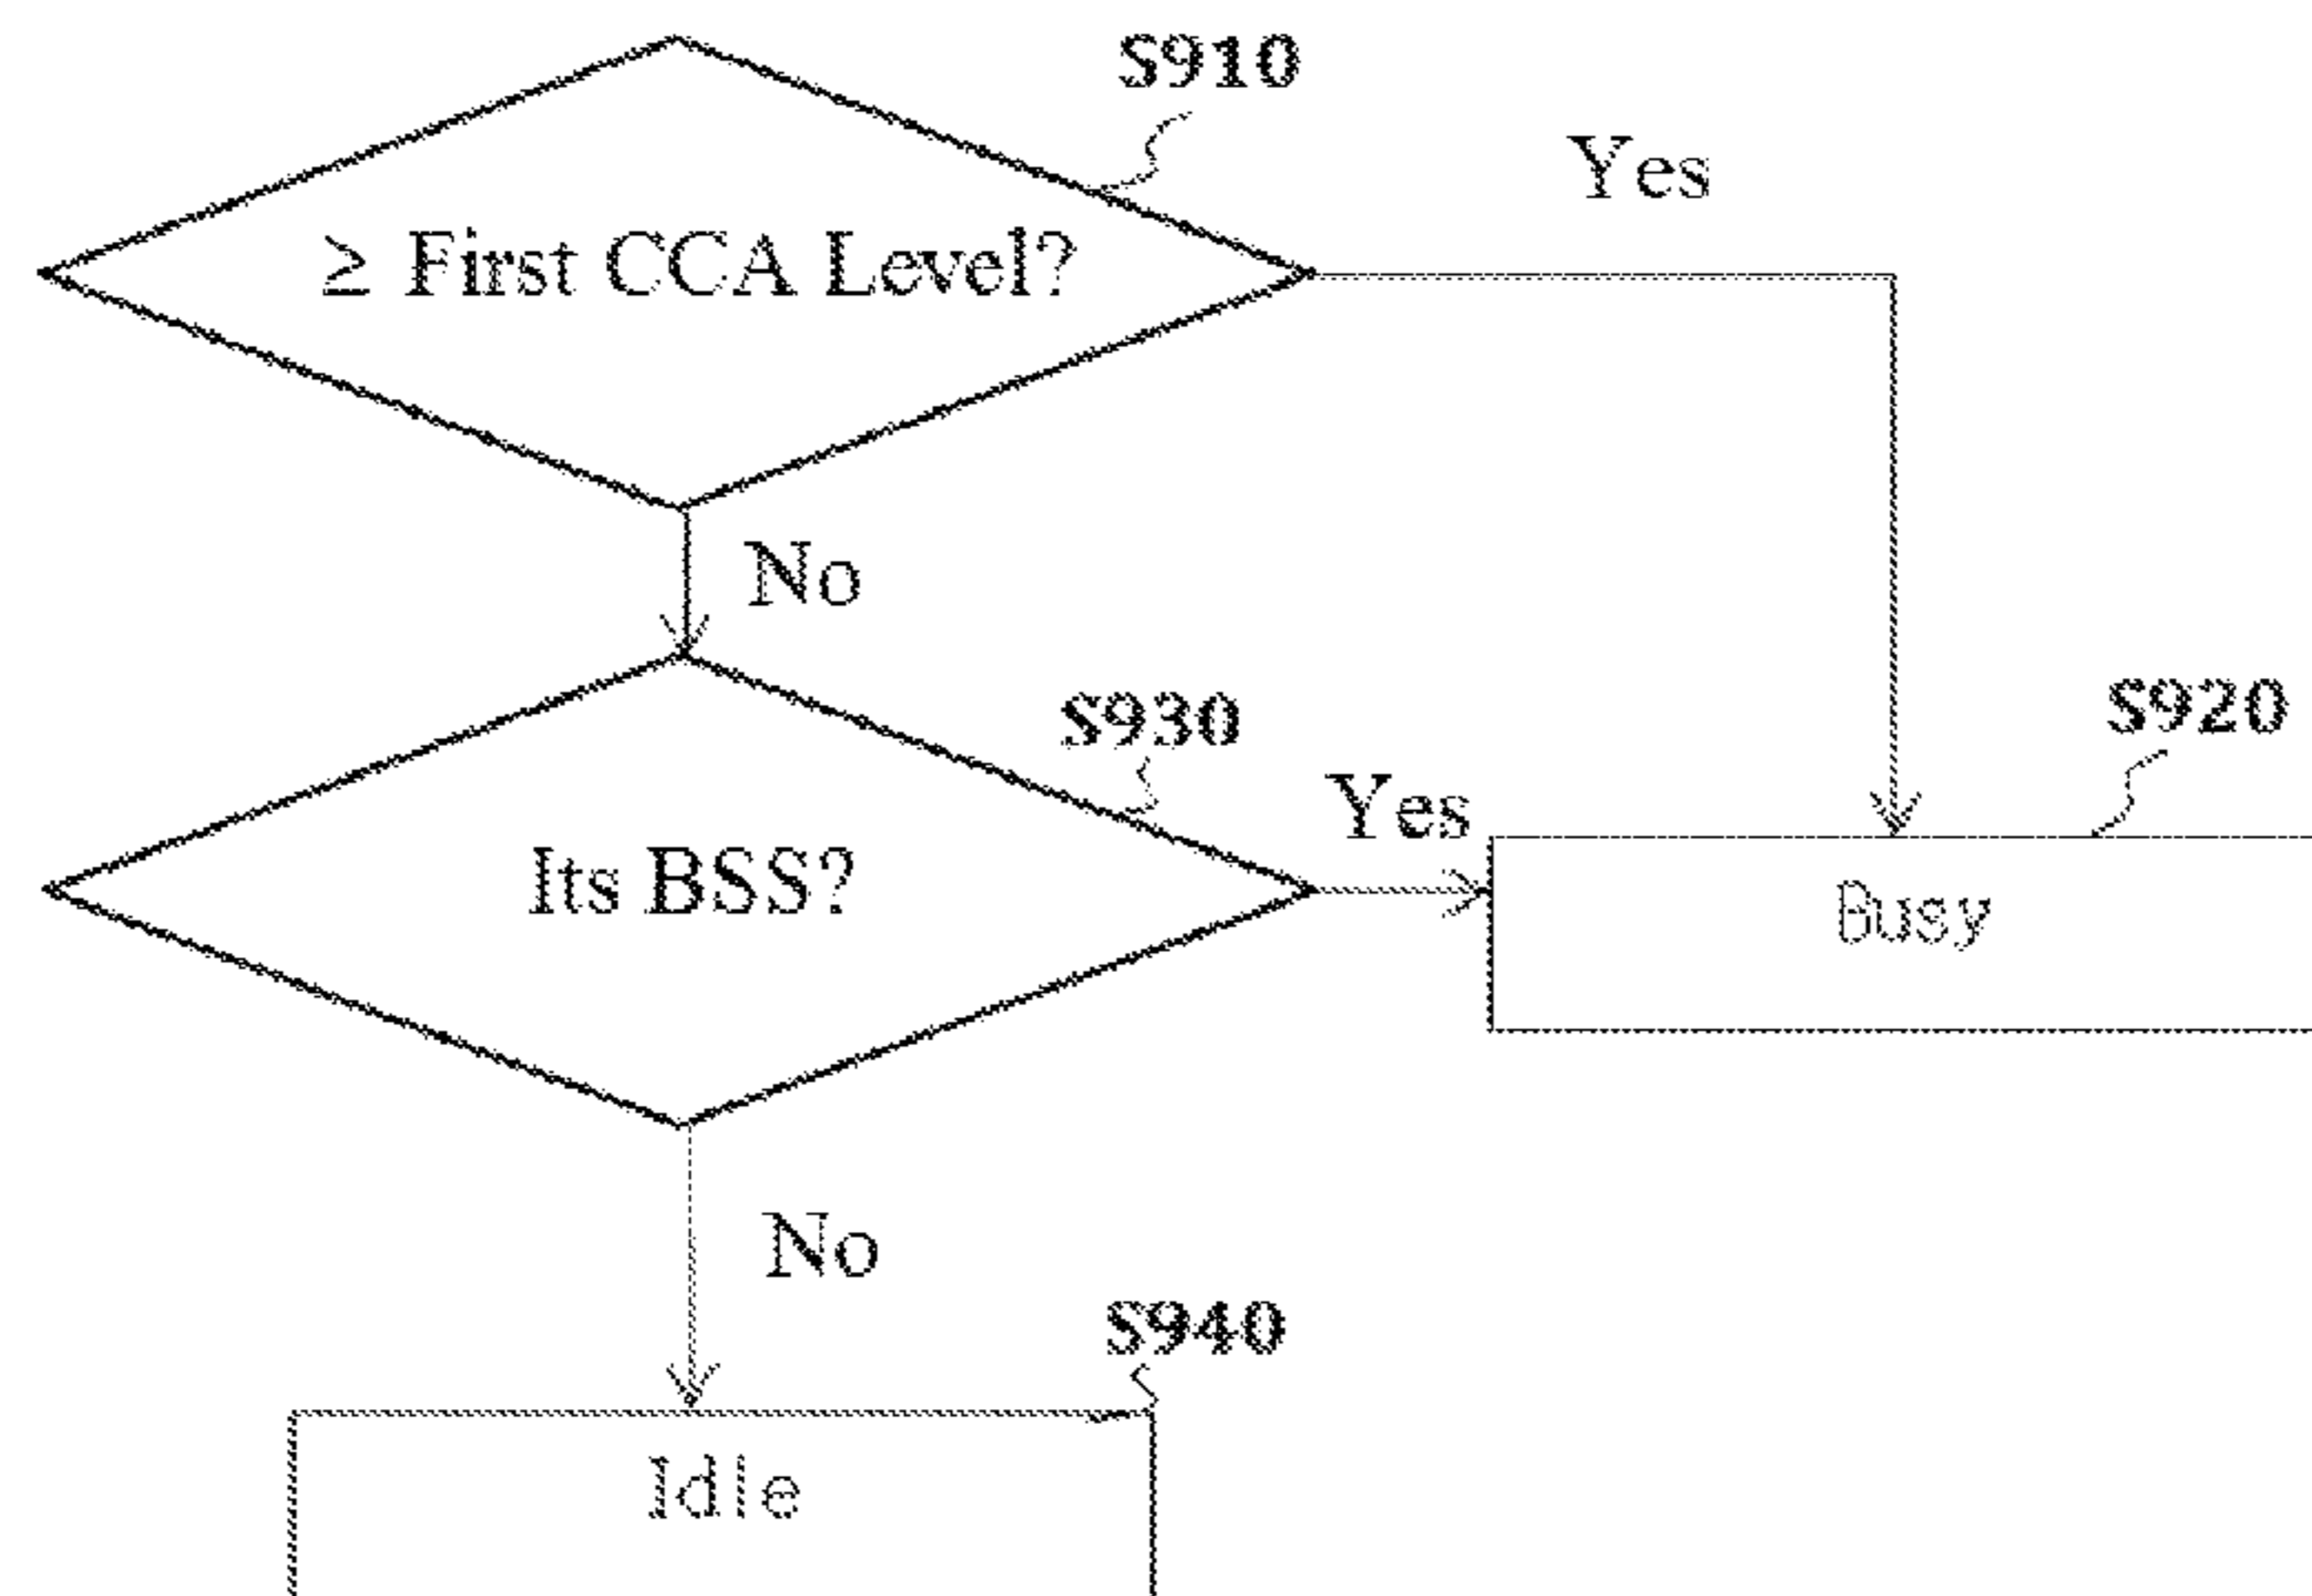 S910
Yes
≥ First CCA Level?
No
S930
S920
Yes
Its BSS?
Busy
No
S940
Idle